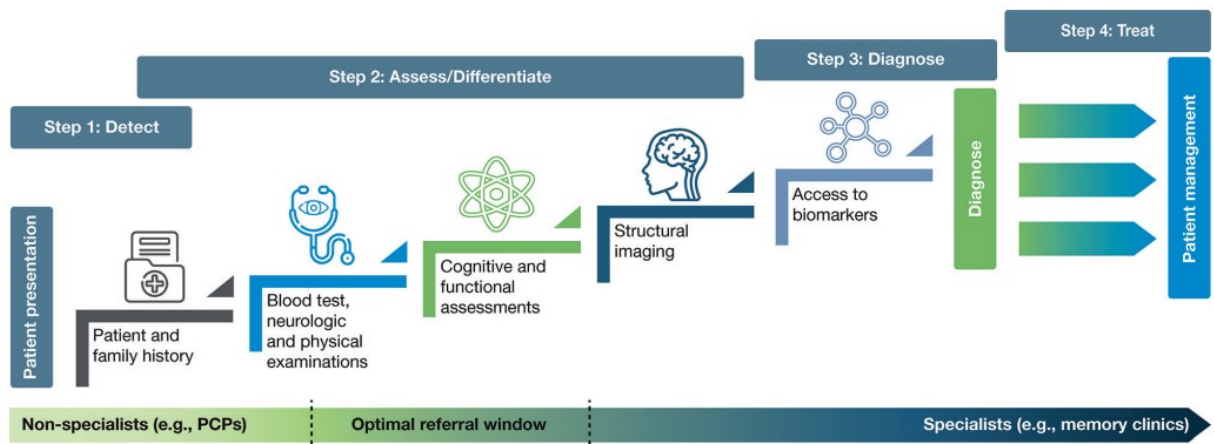 Step 4: Treat
Step 3: Diagnose
Step 2: Assess/Differentiate
Step 1: Detect
Patient presentation
Patient and
family history
Blood test,
neurologic
and physical
examinations
Cognitive and
functional
assessments
Structural
imaging
Access to
biomarkers
Diagnose
Patient management
Non-specialists (e.g., PCPs)
Optimal referral window
Specialists (e.g., memory clinics)